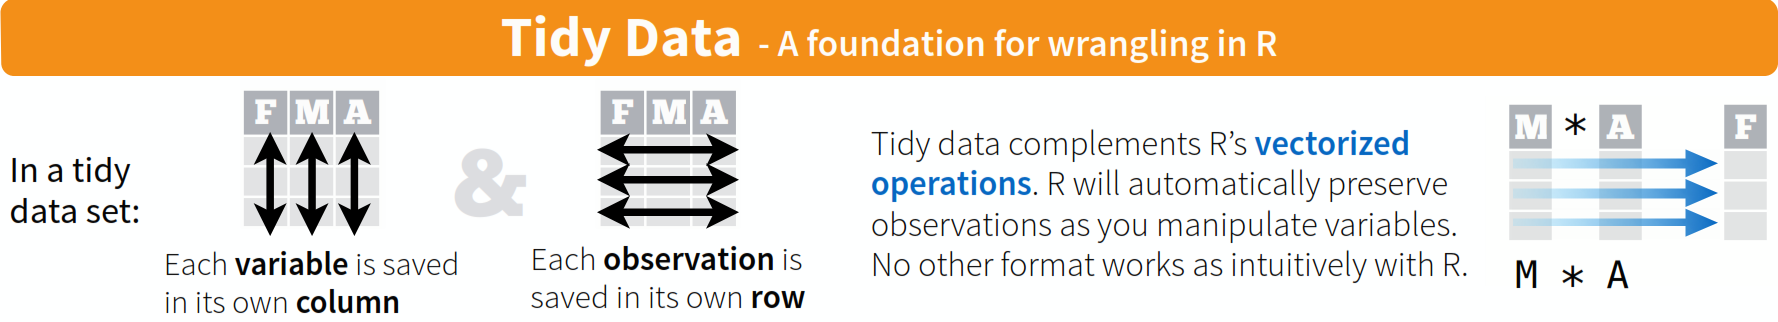 Tidy Data - A foundation for wrangling in R
In a tidy
data set:
F M A
Each variable is saved
in its own column
&
F M A
Each observation is
saved in its own row
Tidy data complements R’s vectorized
operations. R will automatically preserve
observations as you manipulate variables.
No other format works as intuitively with R.
M * A F
M * A